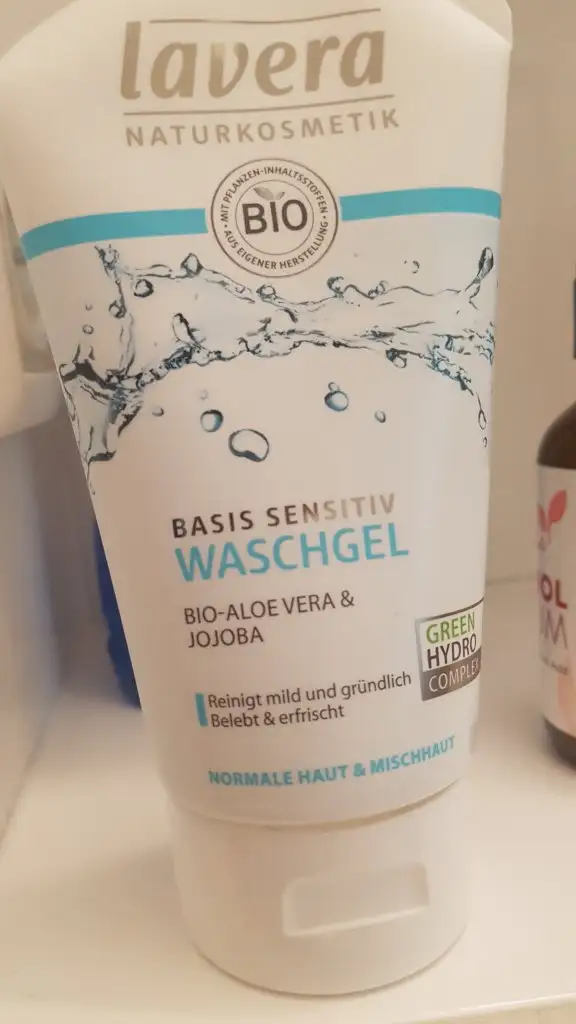 lavera
NATURKOSMETIK
• MIT PFLANZEN-INHALTSSTOFFEN •
BIO
AUS EIGENER HERSTELLUNG
BASIS SENSITIV
WASCHGEL
BIO-ALOE VERA &
JOJOBA
GREEN
HYDRO
COMPLEX
Reinigt mild und gründlich
Belebt & erfrischt
NORMALE HAUT & MISCHHAUT
OL